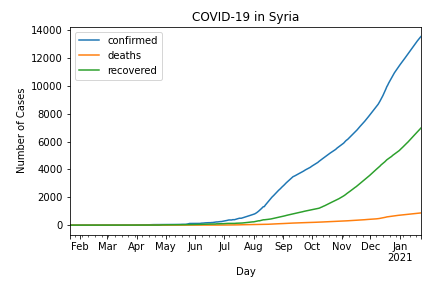 COVID-19 in Syria
14000
12000
10000
8000
6000
4000
2000
0
Number of Cases
confirmed
deaths
recovered
Feb Mar Apr May Jun Jul Aug Sep Oct Nov Dec Jan
2021
Day